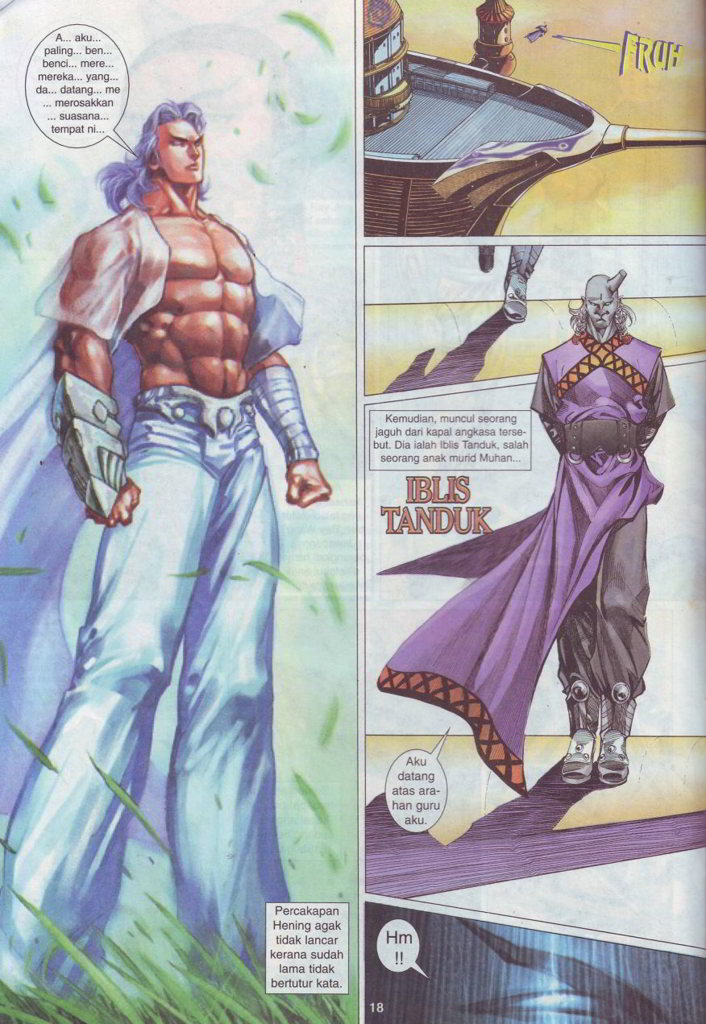 A... aku...
paling... ben...
benci... mere...
mereka... yang...
da... datang... me
... merosakkan
... suasana...
tempat ni...
Percakapan
Hening agak
tidak lancar
kerana sudah
lama tidak
bertutur kata.
FRUH
Kemudian, muncul seorang
jaguh dari kapal angkasa terse-
but. Dia ialah Iblis Tanduk, salah
seorang anak murid Muhan...
IBLIS
TANDUK
Aku
datang
atas ara-
han guru
aku.
Hm
!!
18